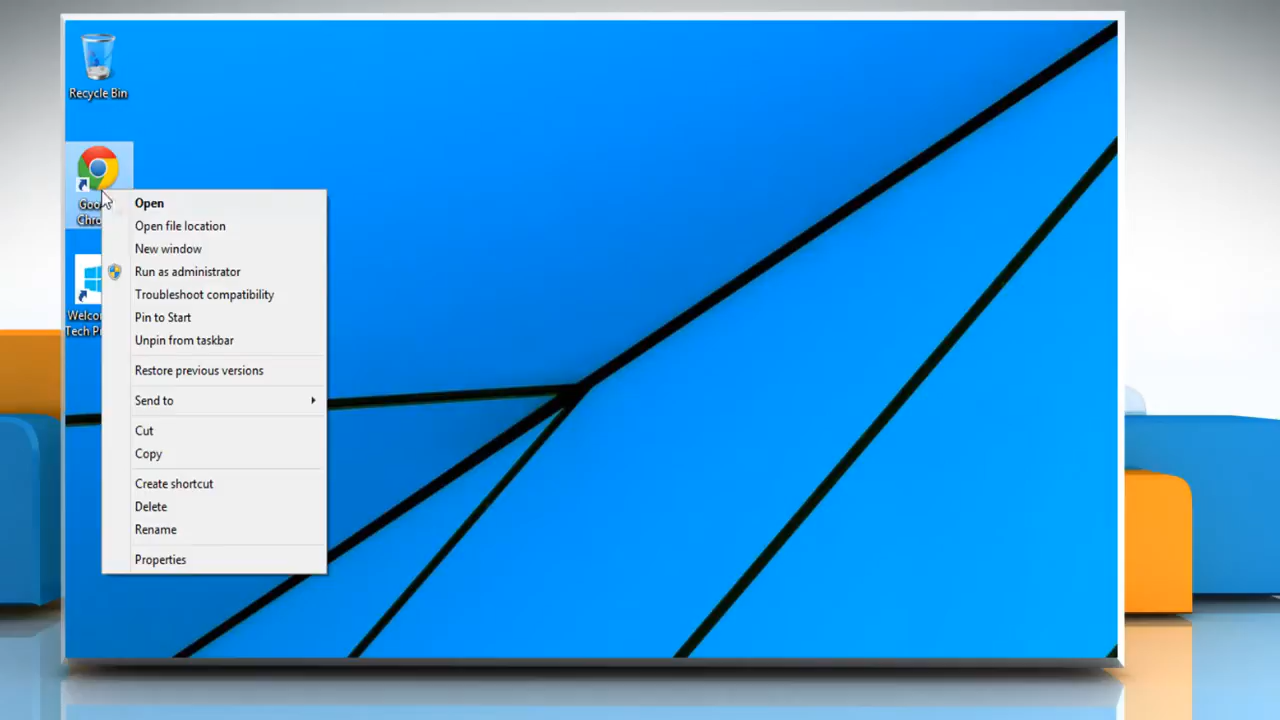 Recycle Bin
Open
Open file location
New window
Run as administrator
Troubleshoot compatibility
Pin to Start
Unpin from taskbar
Restore previous versions
Send to
Cut
Copy
Create shortcut
Delete
Rename
Properties